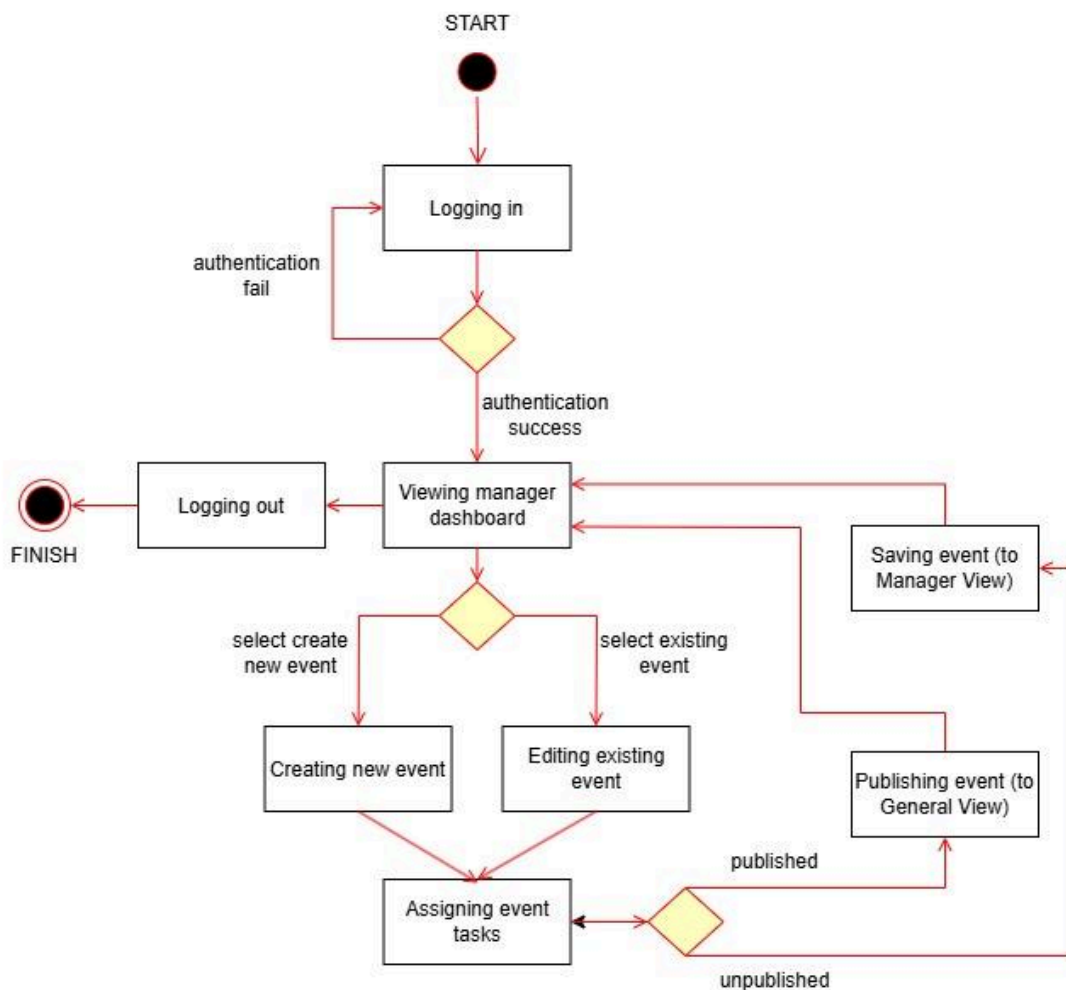 START
Logging in
authentication
fail
authentication
success
Logging out
Viewing manager
dashboard
FINISH
Saving event (to
Manager View)
select create
new event
select existing
event
Creating new event
Editing existing
event
Publishing event (to
General View)
published
Assigning event
tasks
unpublished